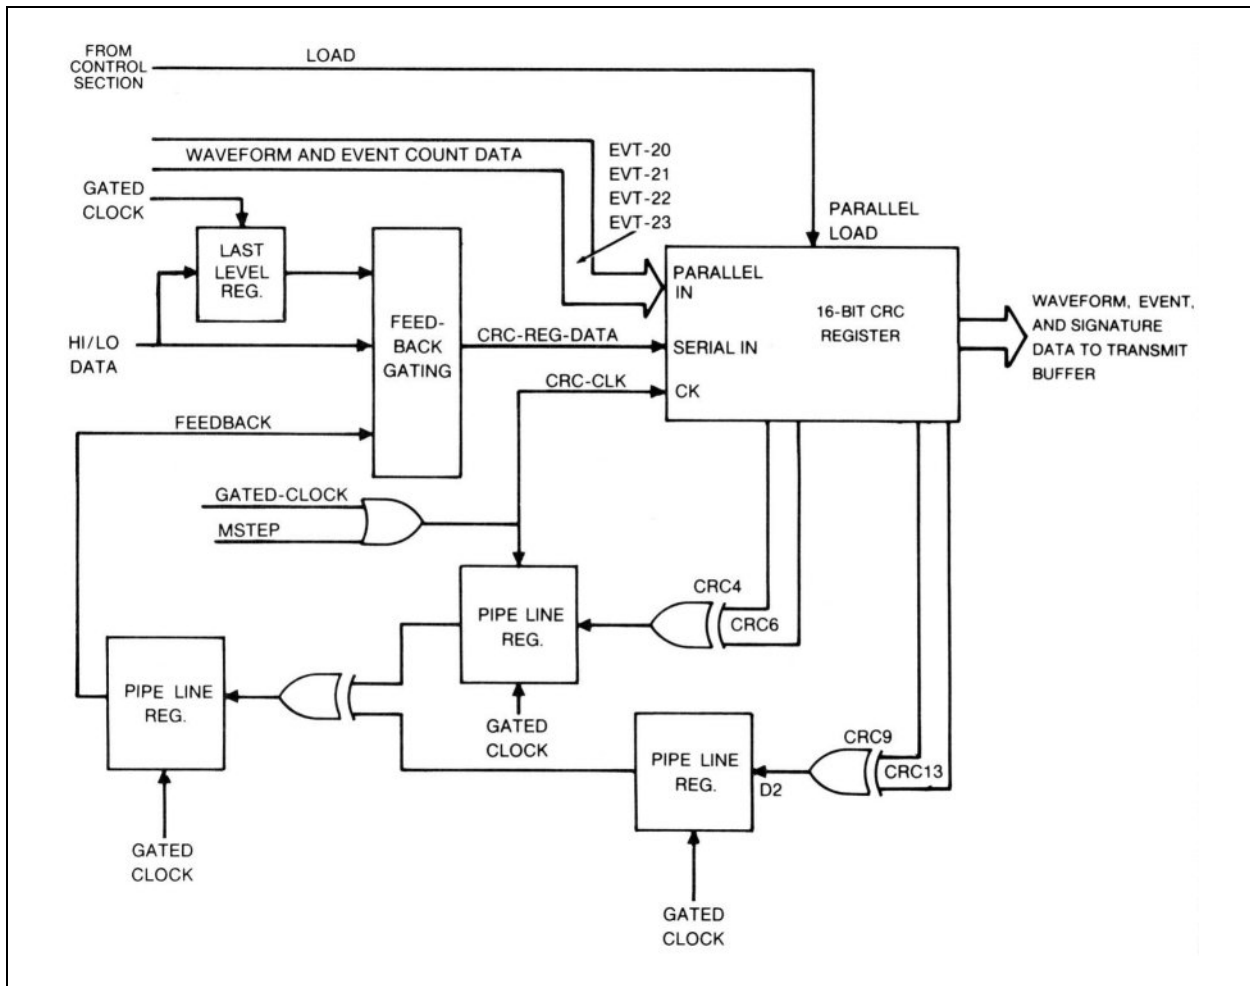 FROM
CONTROL
SECTION
LOAD
WAVEFORM AND EVENT COUNT DATA
EVT-20
EVT-21
EVT-22
EVT-23
GATED
CLOCK
PARALLEL
LOAD
LAST
LEVEL
REG.
PARALLEL
IN
16-BIT CRC
REGISTER
WAVEFORM, EVENT,
AND SIGNATURE
DATA TO TRANSMIT
BUFFER
HI/LO
DATA
FEED-
BACK
GATING
CRC-REG-DATA
SERIAL IN
CRC-CLK
CK
FEEDBACK
GATED-CLOCK
MSTEP
PIPE LINE
REG.
CRC4
CRC6
PIPE LINE
REG.
GATED
CLOCK
PIPE LINE
REG.
D2
CRC9
CRC13
GATED
CLOCK
GATED
CLOCK